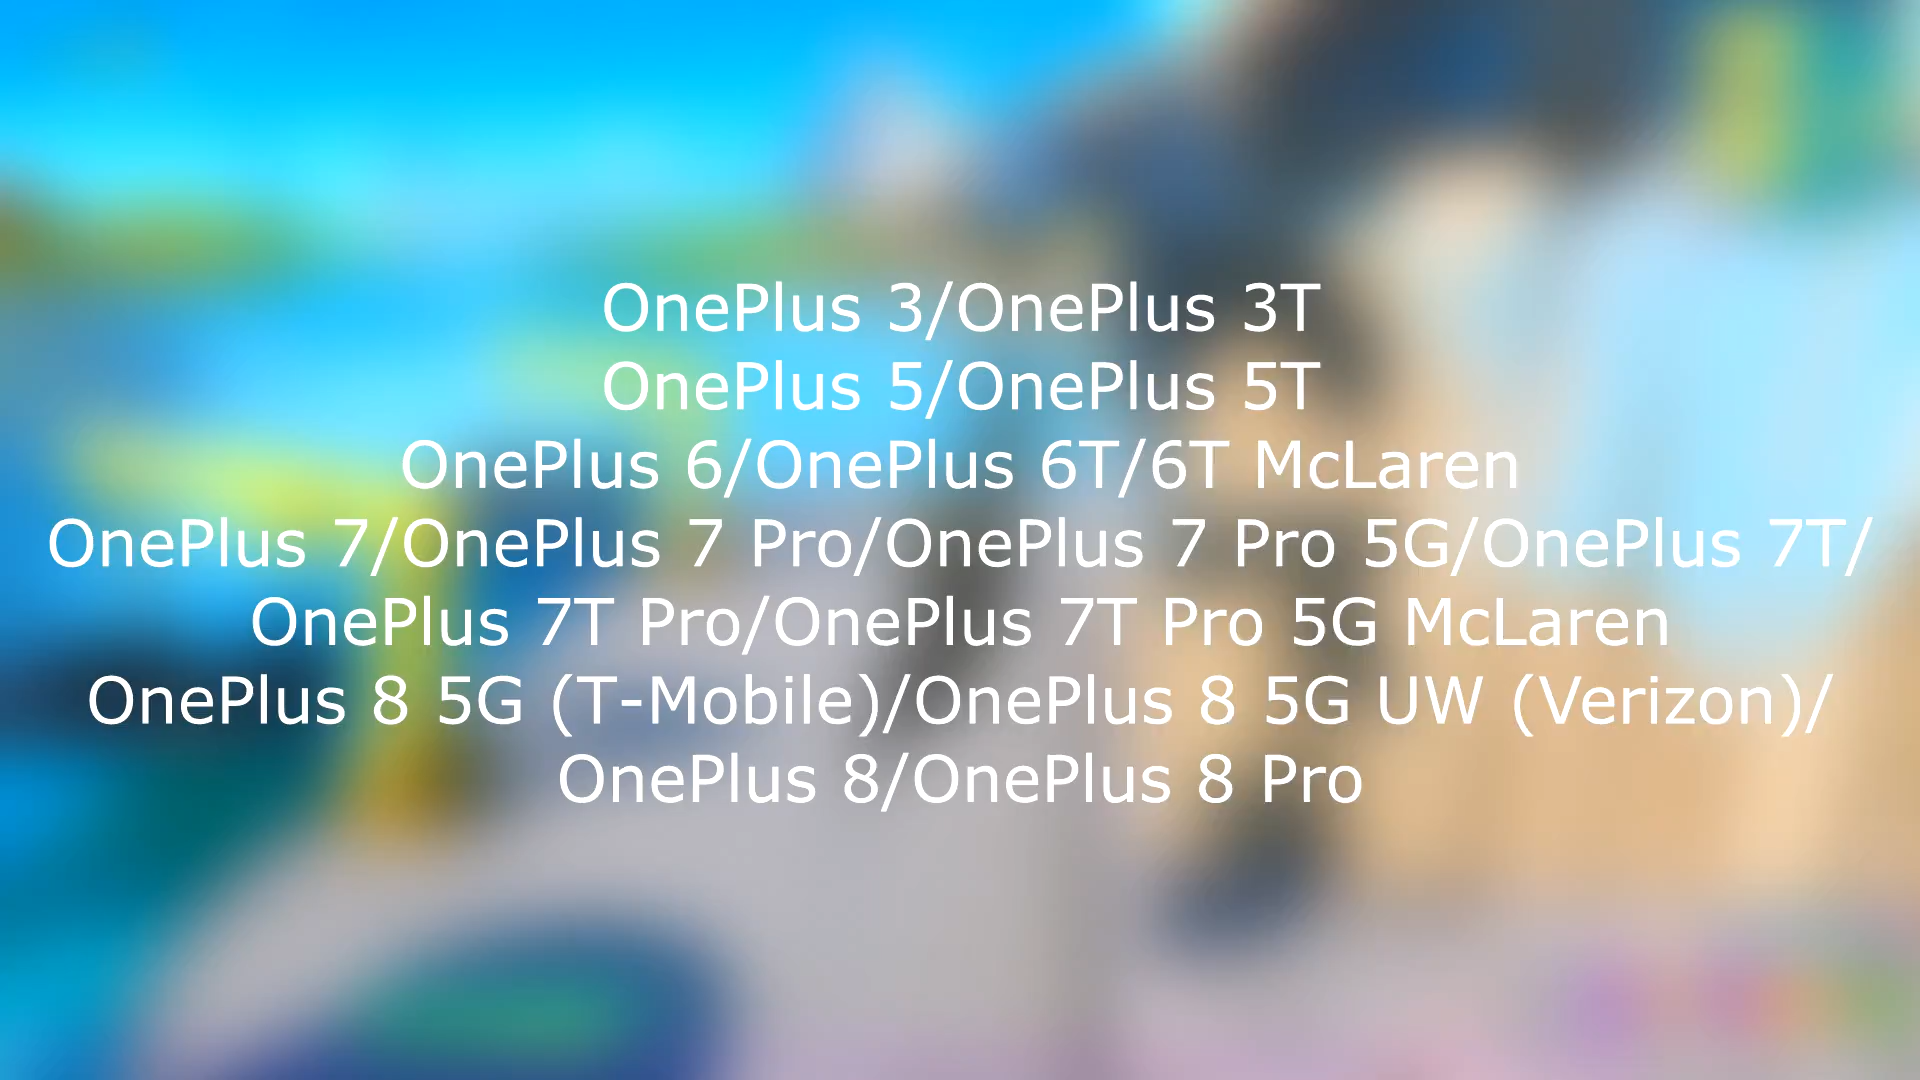 OnePlus 3/OnePlus 3T
OnePlus 5/OnePlus 5T
OnePlus 6/OnePlus 6T/6T McLaren
OnePlus 7/OnePlus 7 Pro/OnePlus 7 Pro 5G/OnePlus 7T/
OnePlus 7T Pro/OnePlus 7T Pro 5G McLaren
OnePlus 8 5G (T-Mobile)/OnePlus 8 5G UW (Verizon)/
OnePlus 8/OnePlus 8 Pro